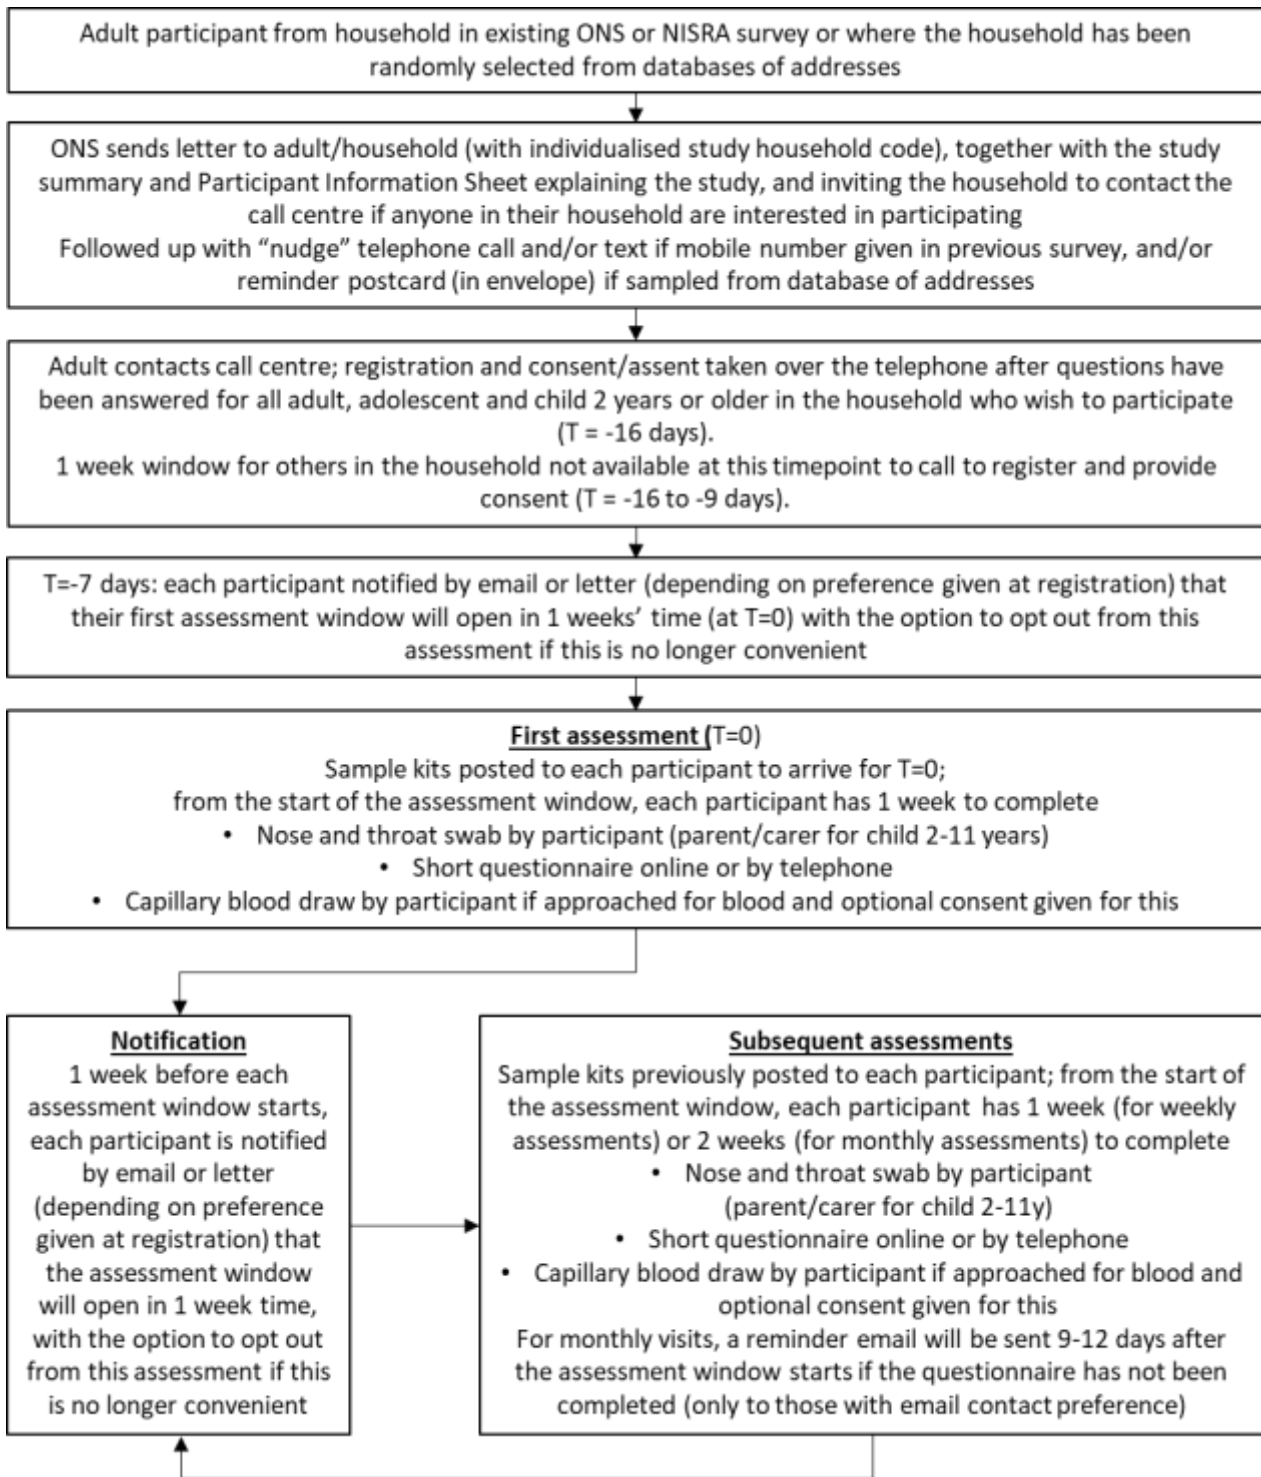 Adult participant from household in existing ONS or NISRA survey or where the household has been
randomly selected from databases of addresses
ONS sends letter to adult/household (with individualised study household code), together with the study
summary and Participant Information Sheet explaining the study, and inviting the household to contact the
call centre if anyone in their household are interested in participating
Followed up with “nudge” telephone call and/or text if mobile number given in previous survey, and/or
reminder postcard (in envelope) if sampled from database of addresses
Adult contacts call centre; registration and consent/assent taken over the telephone after questions have
been answered for all adult, adolescent and child 2 years or older in the household who wish to participate
(T = -16 days).
1 week window for others in the household not available at this timepoint to call to register and provide
consent (T = -16 to -9 days).
T=-7 days: each participant notified by email or letter (depending on preference given at registration) that
their first assessment window will open in 1 weeks’ time (at T=0) with the option to opt out from this
assessment if this is no longer convenient
First assessment (T=0)
Sample kits posted to each participant to arrive for T=0;
from the start of the assessment window, each participant has 1 week to complete
• Nose and throat swab by participant (parent/carer for child 2-11 years)
• Short questionnaire online or by telephone
• Capillary blood draw by participant if approached for blood and optional consent given for this
Notification
1 week before each
assessment window starts,
each participant is notified
by email or letter
(depending on preference
given at registration) that
the assessment window
will open in 1 week time,
with the option to opt out
from this assessment if this
is no longer convenient
Subsequent assessments
Sample kits previously posted to each participant; from the start of
the assessment window, each participant has 1 week (for weekly
assessments) or 2 weeks (for monthly assessments) to complete
• Nose and throat swab by participant
(parent/carer for child 2-11y)
• Short questionnaire online or by telephone
• Capillary blood draw by participant if approached for blood and
optional consent given for this
For monthly visits, a reminder email will be sent 9-12 days after
the assessment window starts if the questionnaire has not been
completed (only to those with email contact preference)